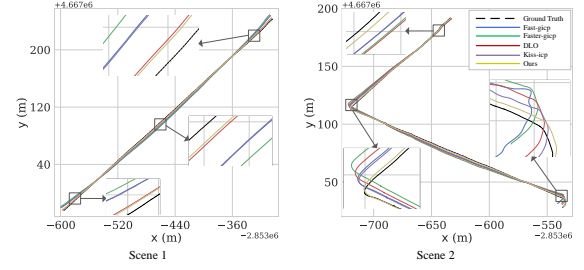 +4.667e6
200
120
40
y (m)
−600
−520
−440
−360
x (m)
−2.853e6
Scene 1
+4.667e6
200
150
100
50
y (m)
−700
−650
−600
−550
x (m)
−2.853e6
Ground Truth
Fast-gicp
Faster-gicp
DLO
Kiss-icp
Ours
Scene 2